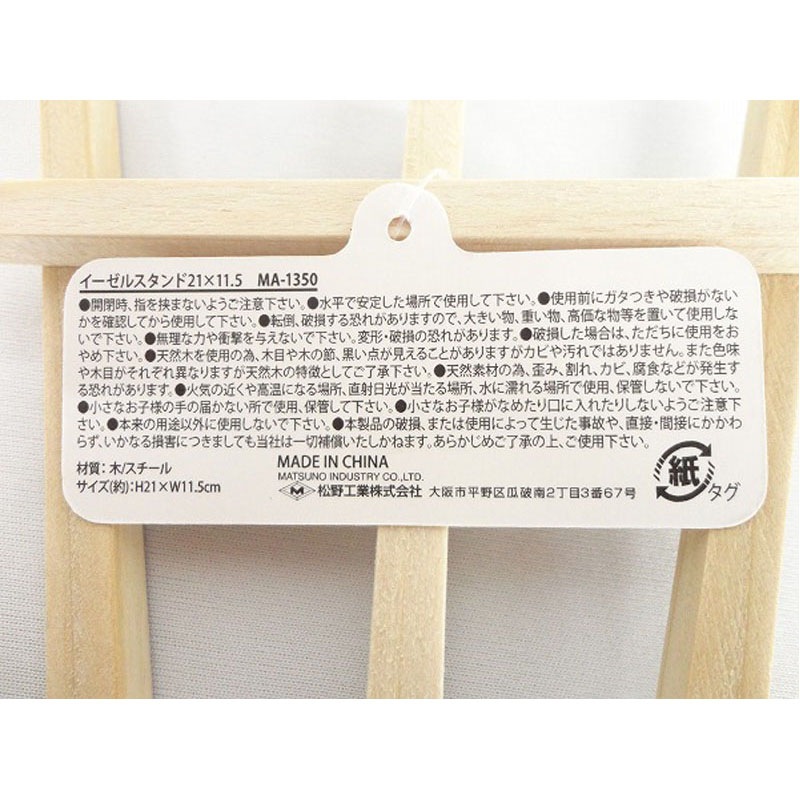 イーゼルスタンド21×11.5　MA-1350
●開閉時、指を挟まないようご注意下さい。●水平で安定した場所で使用して下さい。●使用前にガタつきや破損がない
かを確認してから使用して下さい。●転倒、破損する恐れがありますので、大きい物、重い物、高価な物等を置いて使用しな
いで下さい。●無理な力や衝撃を与えないで下さい。変形・破損の恐れがあります。●破損した場合は、ただちに使用をお
やめ下さい。●天然木を使用の為、木目や木の節、黒い点が見えることがありますがカビや汚れではありません。また色味
や木目がそれぞれ異なりますが天然木の特徴としてご了承下さい。●天然素材の為、歪み、割れ、カビ、腐食などが発生す
る恐れがあります。●火気の近くや高温になる場所、直射日光が当たる場所、水に濡れる場所で使用、保管しないで下さい。
●小さなお子様の手の届かない所で使用、保管して下さい。●小さなお子様がなめたり口に入れたりしないようご注意下
さい。●本来の用途以外に使用しないで下さい。●本製品の破損、または使用によって生じた事故や、直接・間接にかかわ
らず、いかなる損害につきましても当社は一切補償いたしかねます。あらかじめご了承の上、ご使用下さい。
材質：木/スチール
サイズ(約)：H21×W11.5cm
MADE IN CHINA
MATSUNO INDUSTRY CO.,LTD.
M 松野工業株式会社 大阪市平野区瓜破南2丁目3番67号
紙 タグ